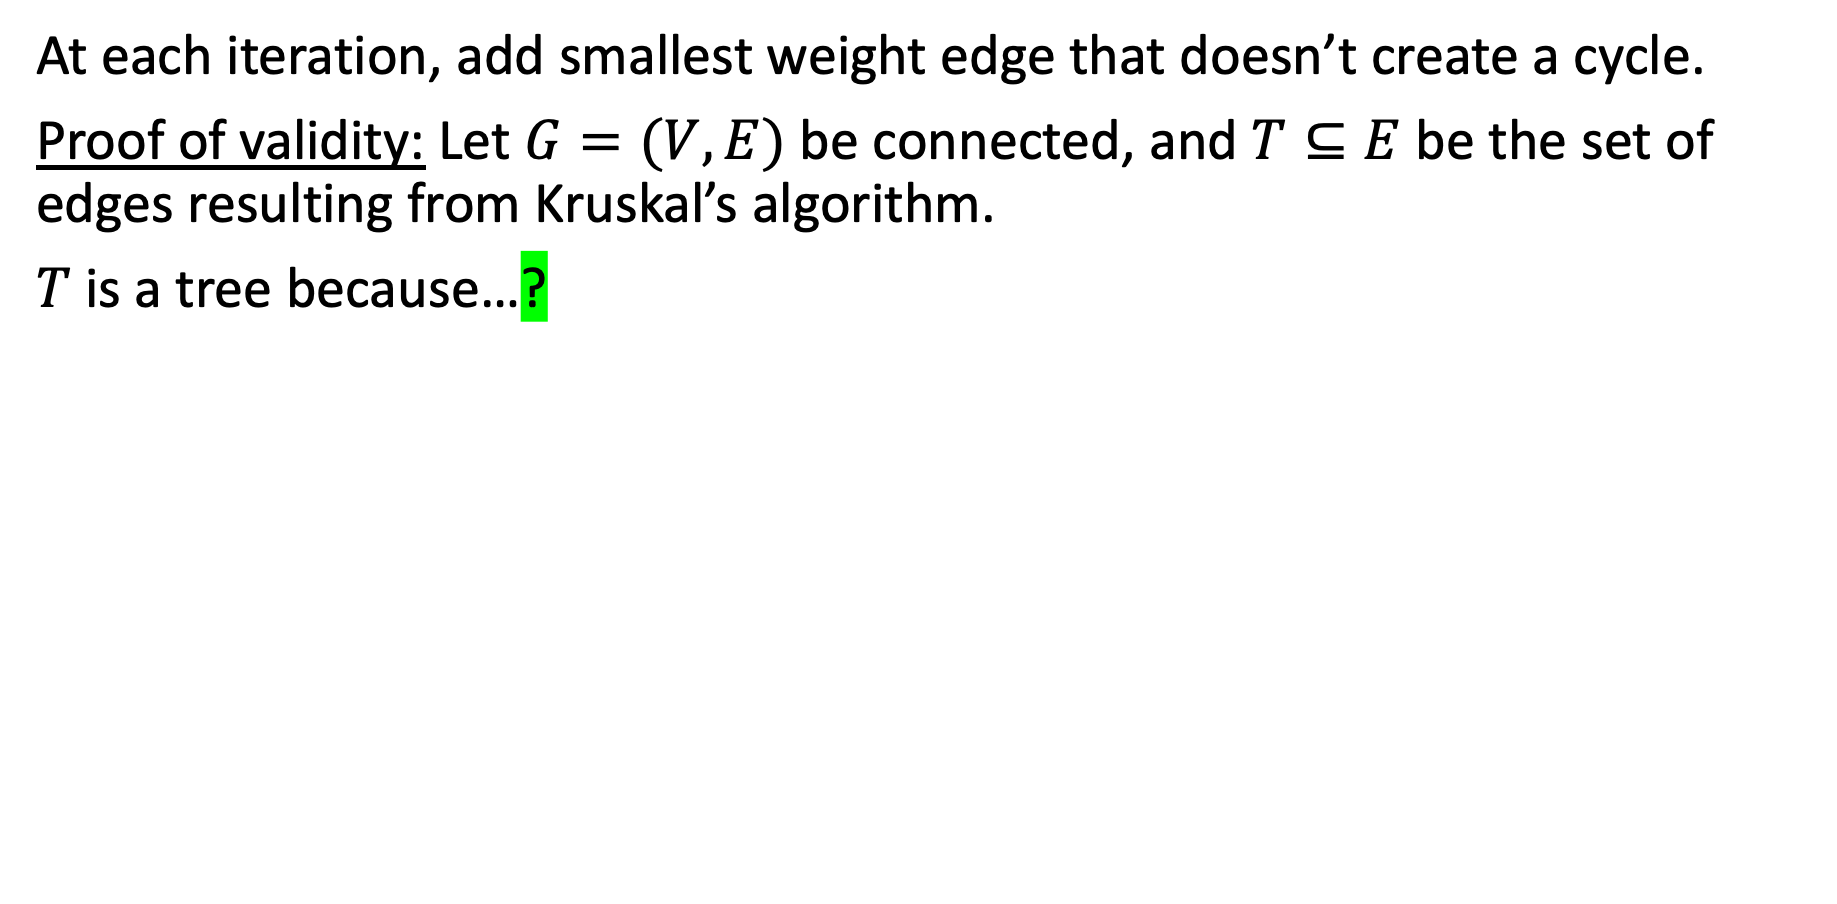 At each iteration, add smallest weight edge that doesn’t create a cycle.
Proof of validity: Let 𝐺 = (𝑉, 𝐸) be connected, and 𝑇 ⊆ 𝐸 be the set of
edges resulting from Kruskal’s algorithm.
𝑇 is a tree because…?